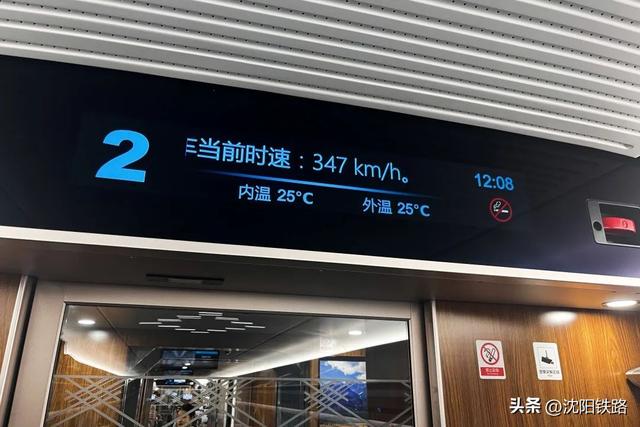 2
车当前时速：347 km/h。
12:08
内温 25°C
外温 25°C
头条 @沈阳铁路